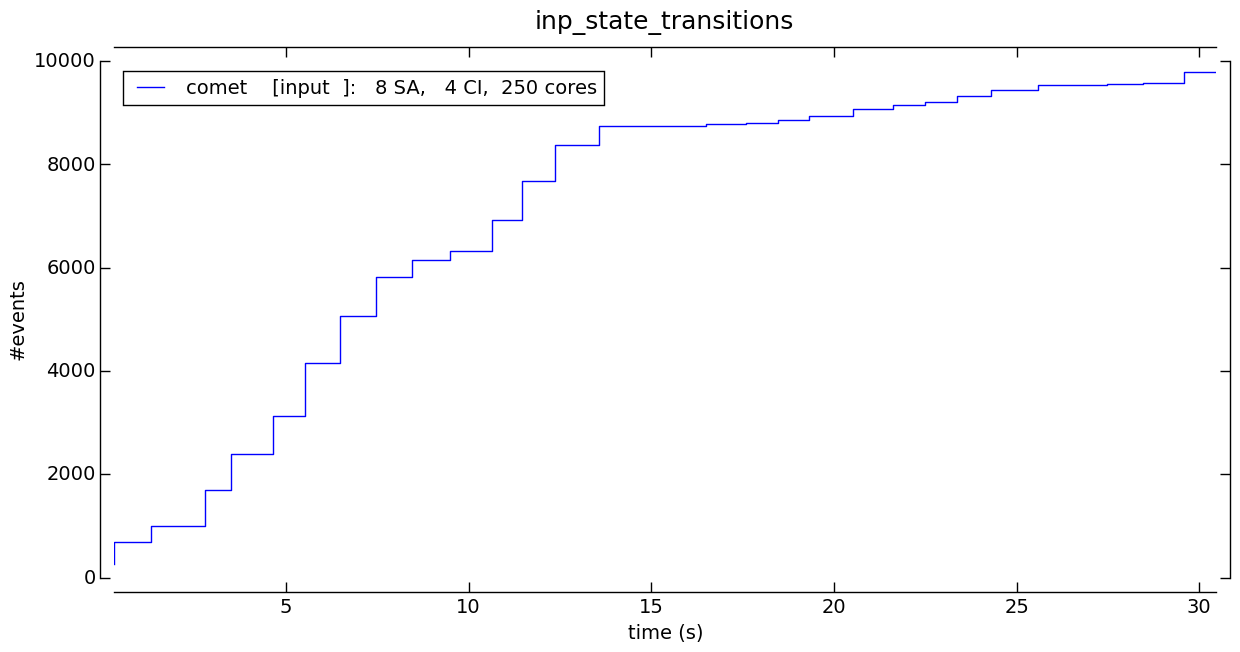 inp_state_transitions
10000
comet    [input  ]:   8 SA,   4 CI,  250 cores
8000
6000
#events
4000
2000
0
5 10 15 20 25 30
time (s)